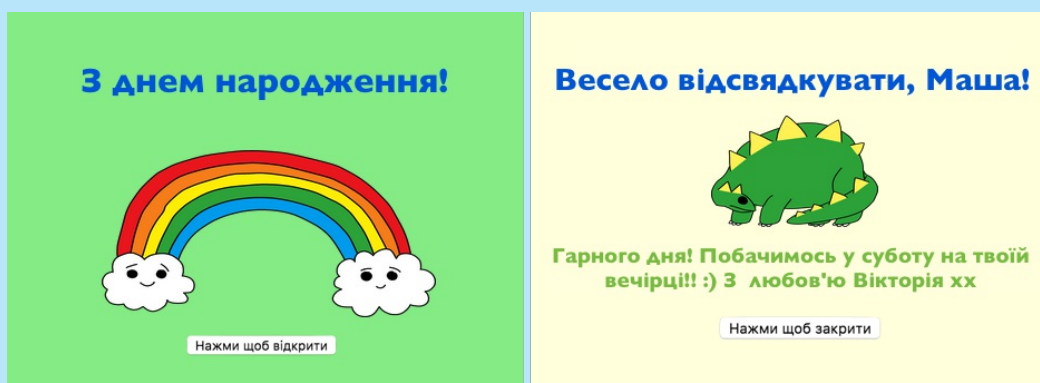 З днем народження!
Нажми щоб відкрити
Весело відсвядкувати, Маша!
Гарного дня! Побачимось у суботу на твоїй
вечірці!! :) З любов'ю Вікторія xx
Нажми щоб закрити